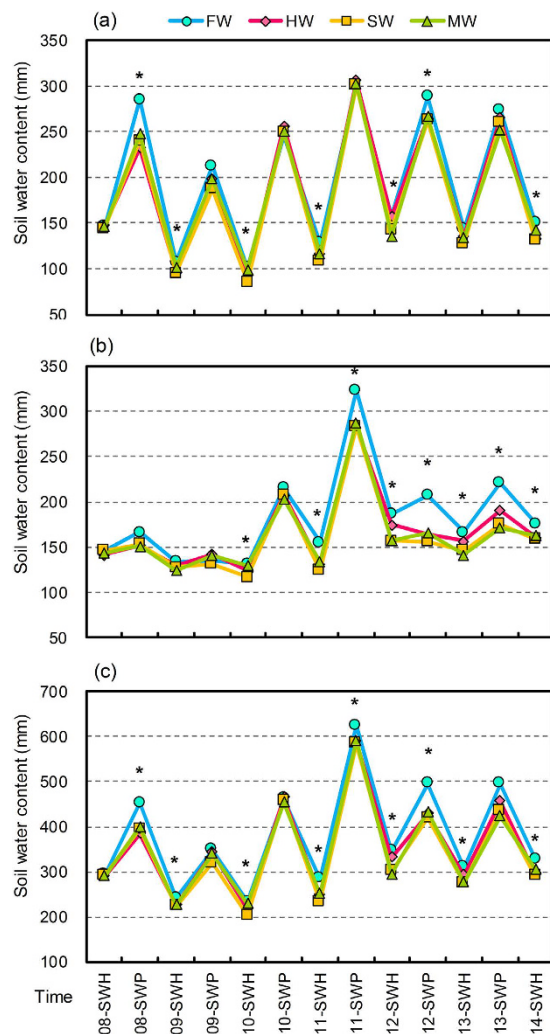 (a)
FW HW SW MW
Soil water content (mm)
350
300
250
200
150
100
50
* * * * * * *
(b)
Soil water content (mm)
350
300
250
200
150
100
50
* * * * * * * *
(c)
Soil water content (mm)
700
600
500
400
300
200
100
* * * * * * * * *
Time
08-SWH
08-SWP
09-SWH
09-SWP
10-SWH
10-SWP
11-SWH
11-SWP
12-SWH
12-SWP
13-SWH
13-SWP
14-SWH